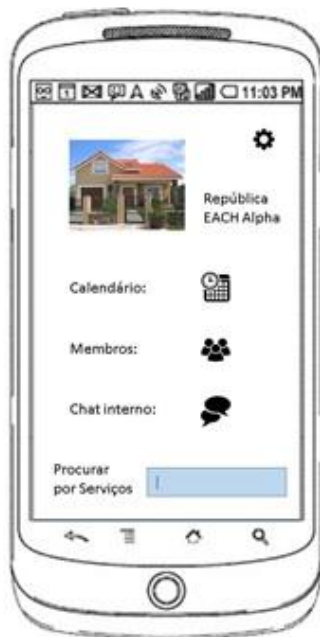 11:03 PM
República
EACH Alpha
Calendário:
Membros:
Chat interno:
Procurar
por Serviços